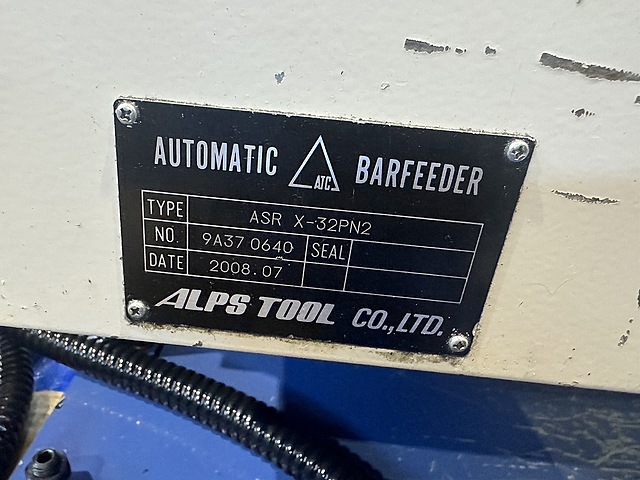 AUTOMATIC ATC BARFEEDER
TYPE ASR X-32PN2
NO. 9A37 0640 SEAL
DATE 2008.07
ALPS TOOL CO.,LTD.